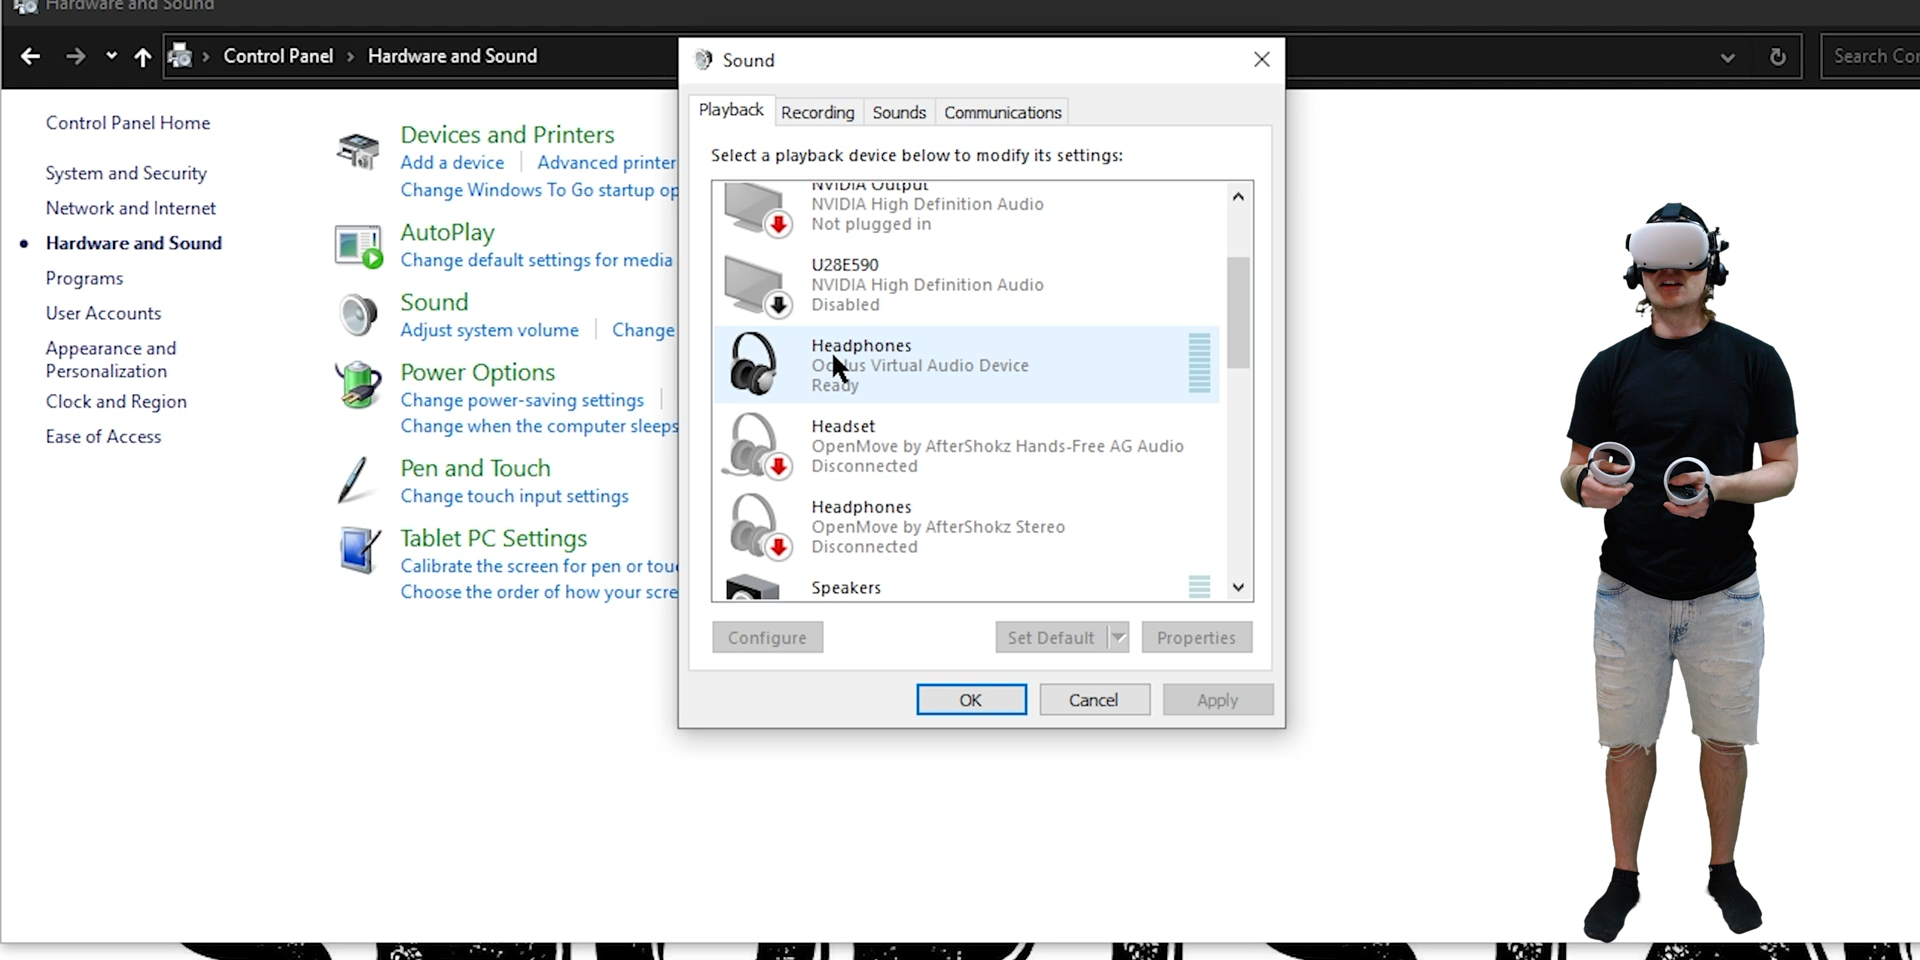 Hardware and Sound
Control Panel
Hardware and Sound
Search Con
Control Panel Home
System and Security
Network and Internet
Hardware and Sound
Programs
User Accounts
Appearance and
Personalization
Clock and Region
Ease of Access
Devices and Printers
Add a device
Advanced printer
Change Windows To Go startup op
AutoPlay
Change default settings for media
Sound
Adjust system volume
Change
Power Options
Change power-saving settings
Change when the computer sleeps
Pen and Touch
Change touch input settings
Tablet PC Settings
Calibrate the screen for pen or tou
Choose the order of how your scre
Sound
Playback
Recording
Sounds
Communications
Select a playback device below to modify its settings:
NVIDIA Output
NVIDIA High Definition Audio
Not plugged in
U28E590
NVIDIA High Definition Audio
Disabled
Headphones
Oculus Virtual Audio Device
Ready
Headset
OpenMove by AfterShokz Hands-Free AG Audio
Disconnected
Headphones
OpenMove by AfterShokz Stereo
Disconnected
Speakers
Configure
Set Default
Properties
OK
Cancel
Apply